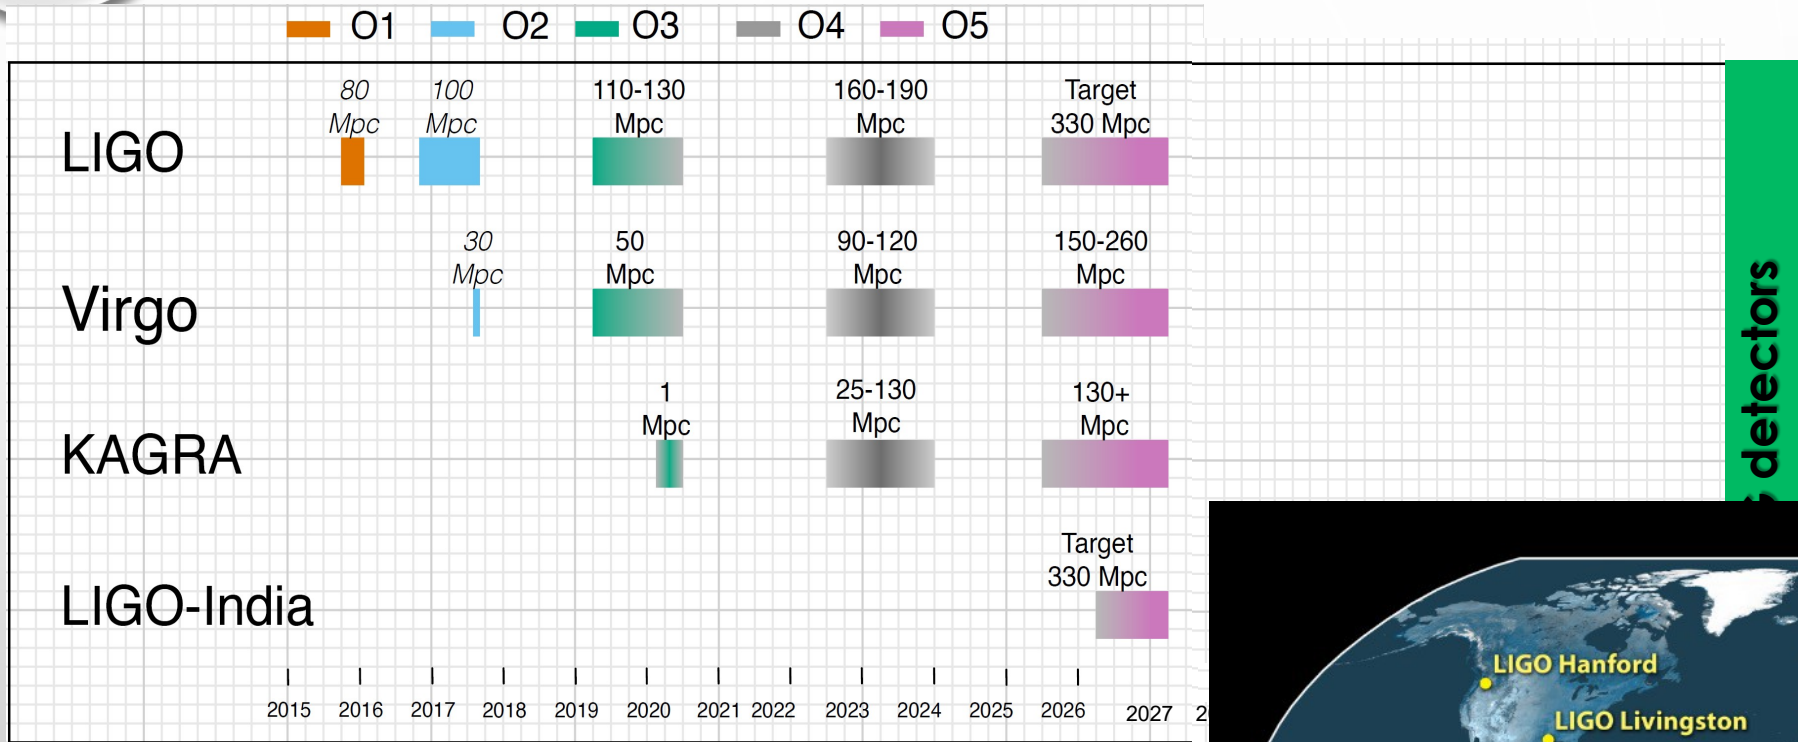 O1 O2 O3 O4 O5
80 100 110-130 160-190 Target
Mpc Mpc Mpc Mpc 330 Mpc
LIGO
30 50 90-120 150-260
Mpc Mpc Mpc Mpc
Virgo
1 25-130 130+
Mpc Mpc Mpc
KAGRA
Target
330 Mpc
LIGO-India
2015 2016 2017 2018 2019 2020 2021 2022 2023 2024 2025 2026 2027
detectors
LIGO Hanford
LIGO Livingston